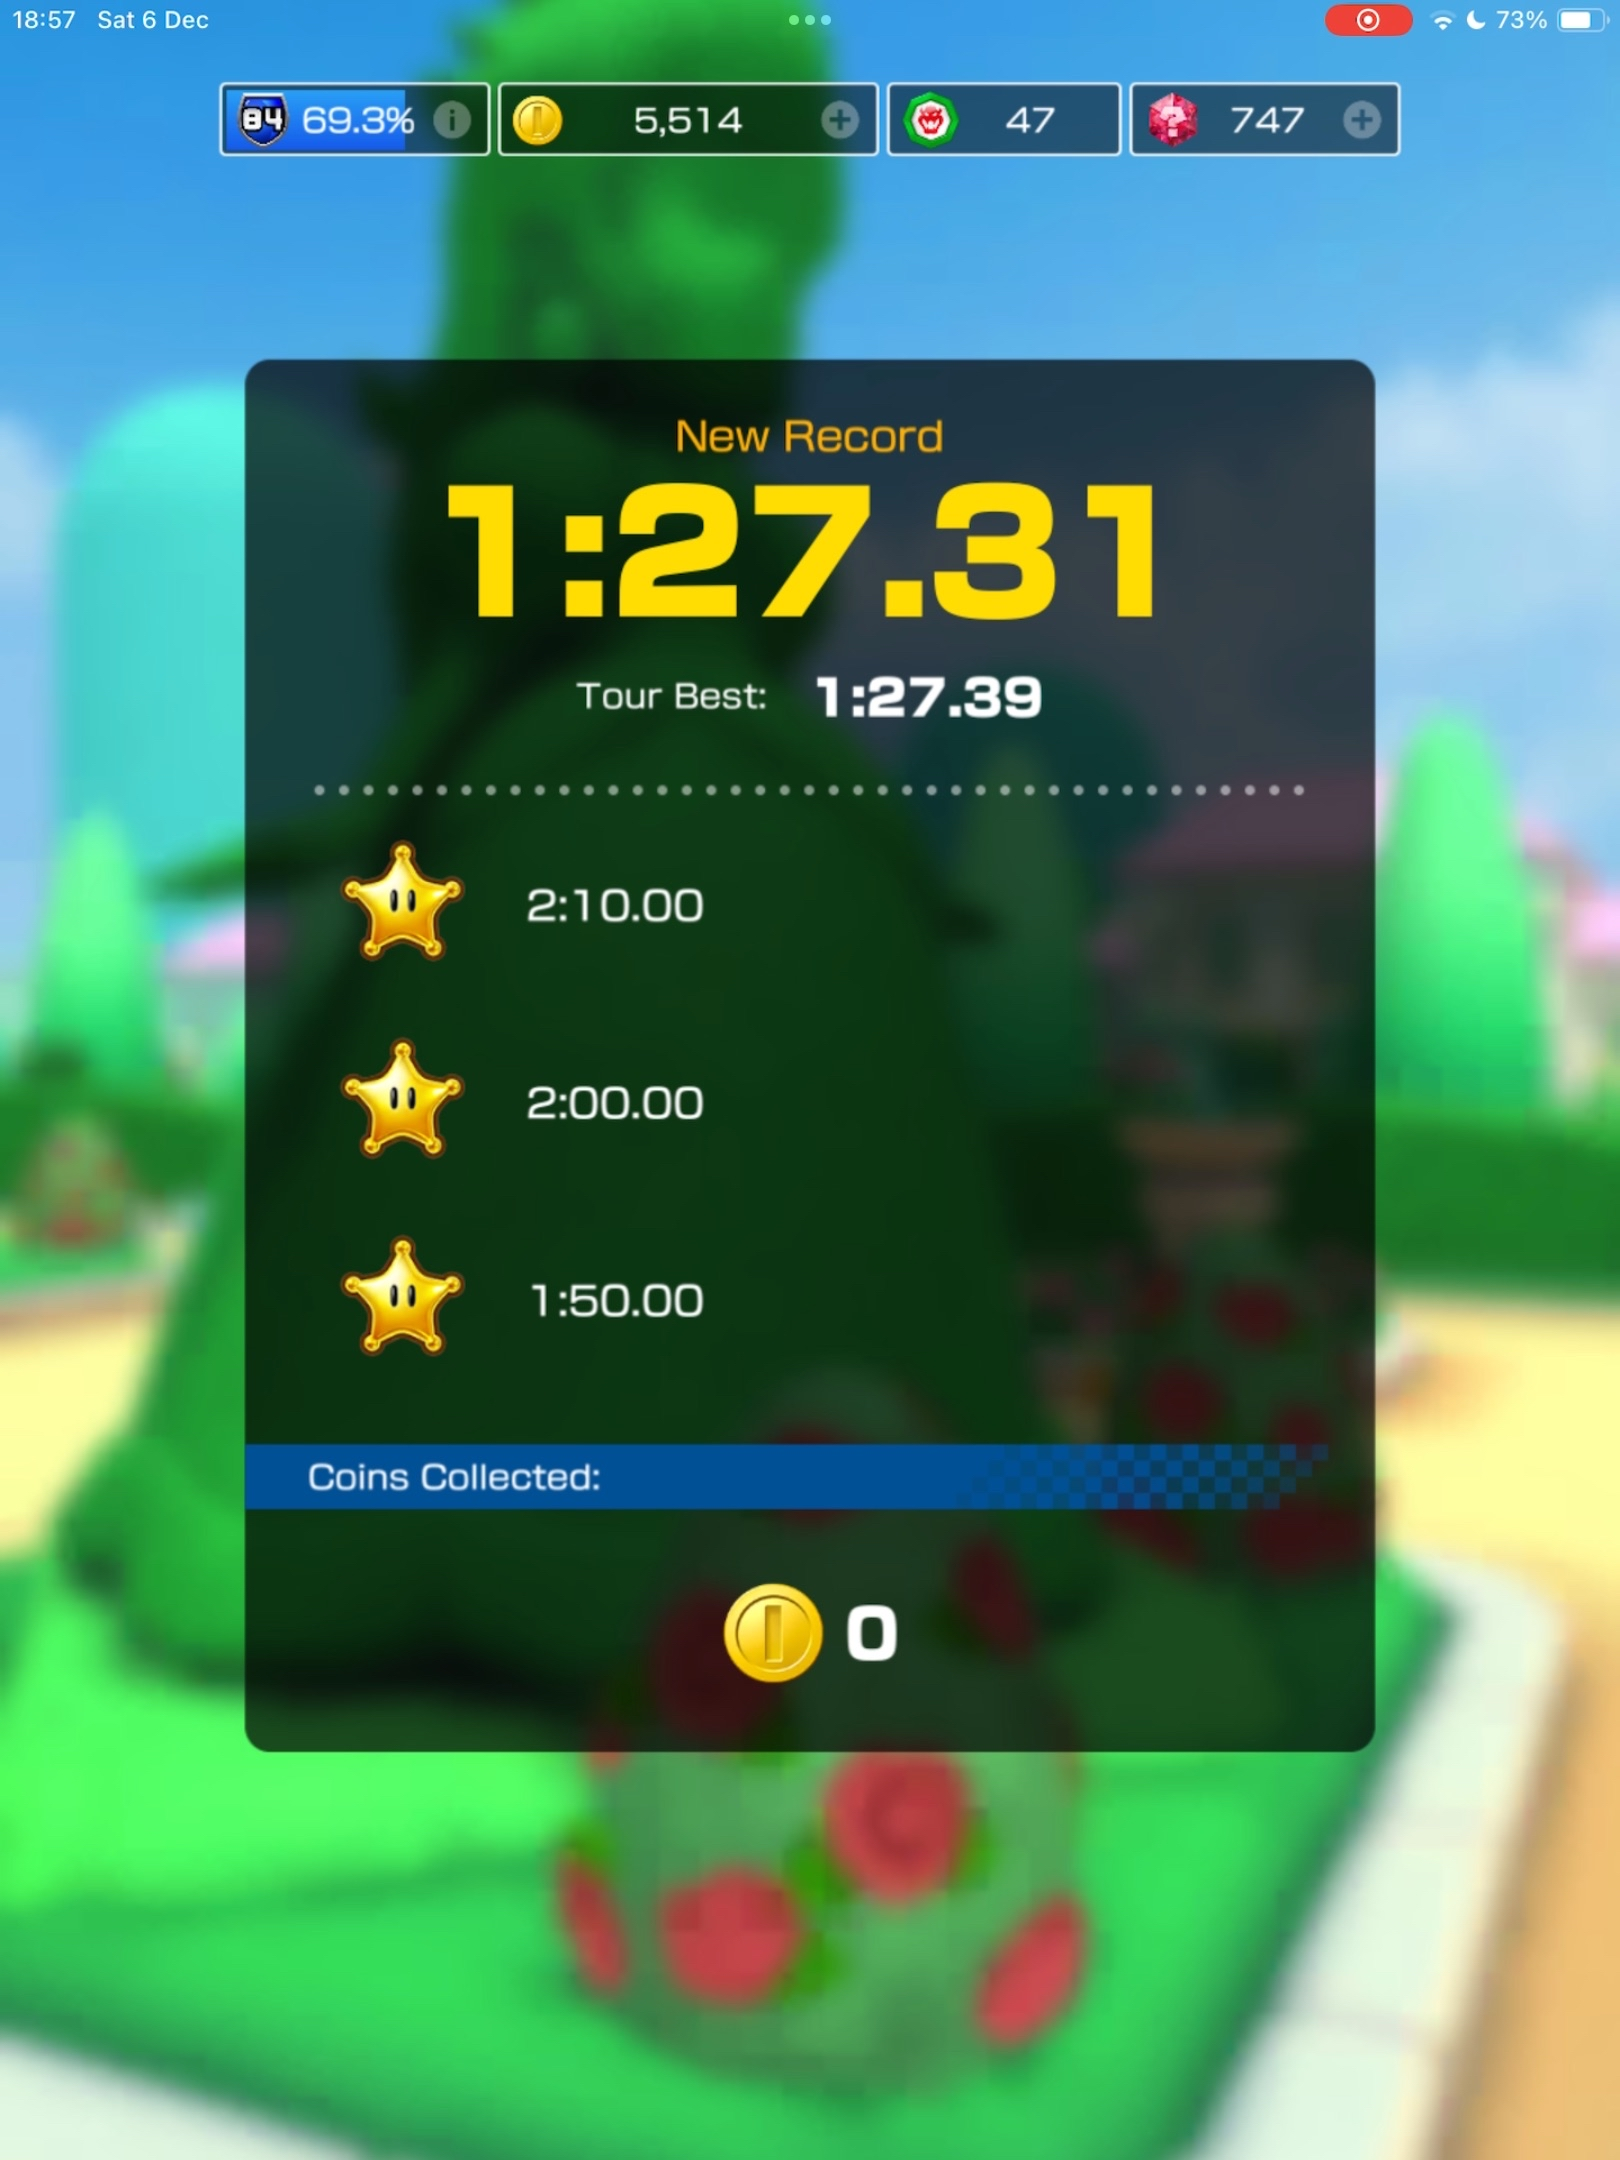 18:57 Sat 6 Dec 73%
84 69.3% 5,514 47 747
New Record
1:27.31
Tour Best: 1:27.39
2:10.00
2:00.00
1:50.00
Coins Collected:
0